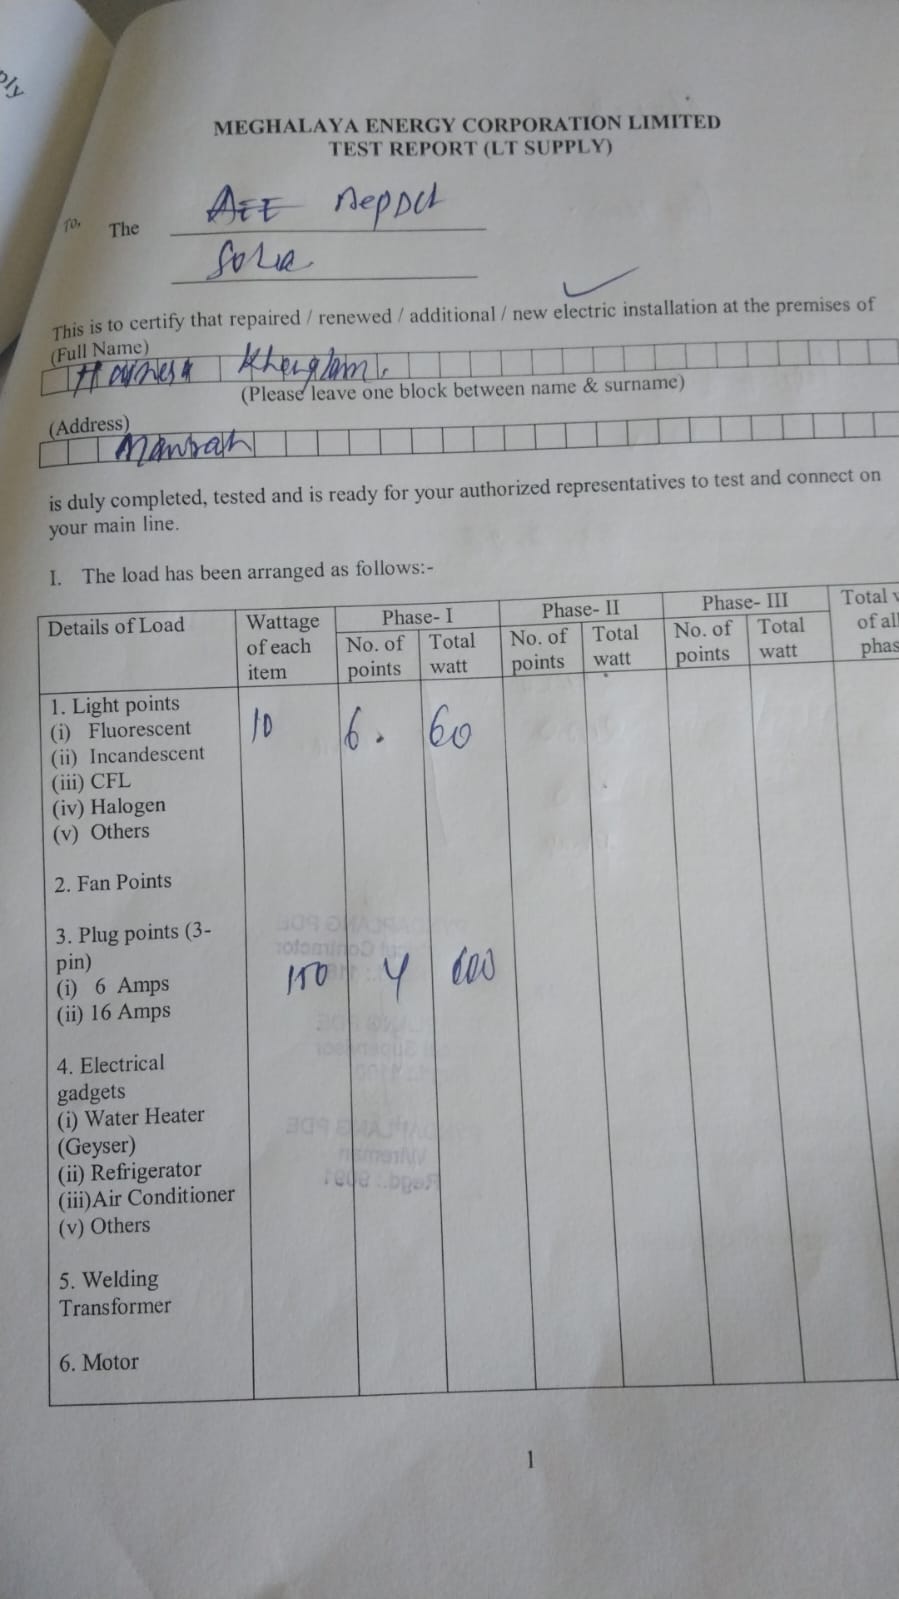 ply
MEGHALAYA ENERGY CORPORATION LIMITED
TEST REPORT (LT SUPPLY)
To, The AEE
This is to certify that repaired / renewed / additional / new electric installation at the premises of
(Full Name)
(Please leave one block between name & surname)
(Address)
is duly completed, tested and is ready for your authorized representatives to test and connect on
your main line.
I. The load has been arranged as follows:-
Details of Load Wattage of each item Phase- I Phase- II Phase- III Total
No. of points Total watt No. of points Total watt No. of points Total watt of all phas
1. Light points
(i) Fluorescent 10 6. 60
(ii) Incandescent
(iii) CFL
(iv) Halogen
(v) Others
2. Fan Points
3. Plug points (3-
pin)
(i) 6 Amps 150 4 600
(ii) 16 Amps
4. Electrical
gadgets
(i) Water Heater
(Geyser)
(ii) Refrigerator
(iii)Air Conditioner
(v) Others
5. Welding
Transformer
6. Motor
1